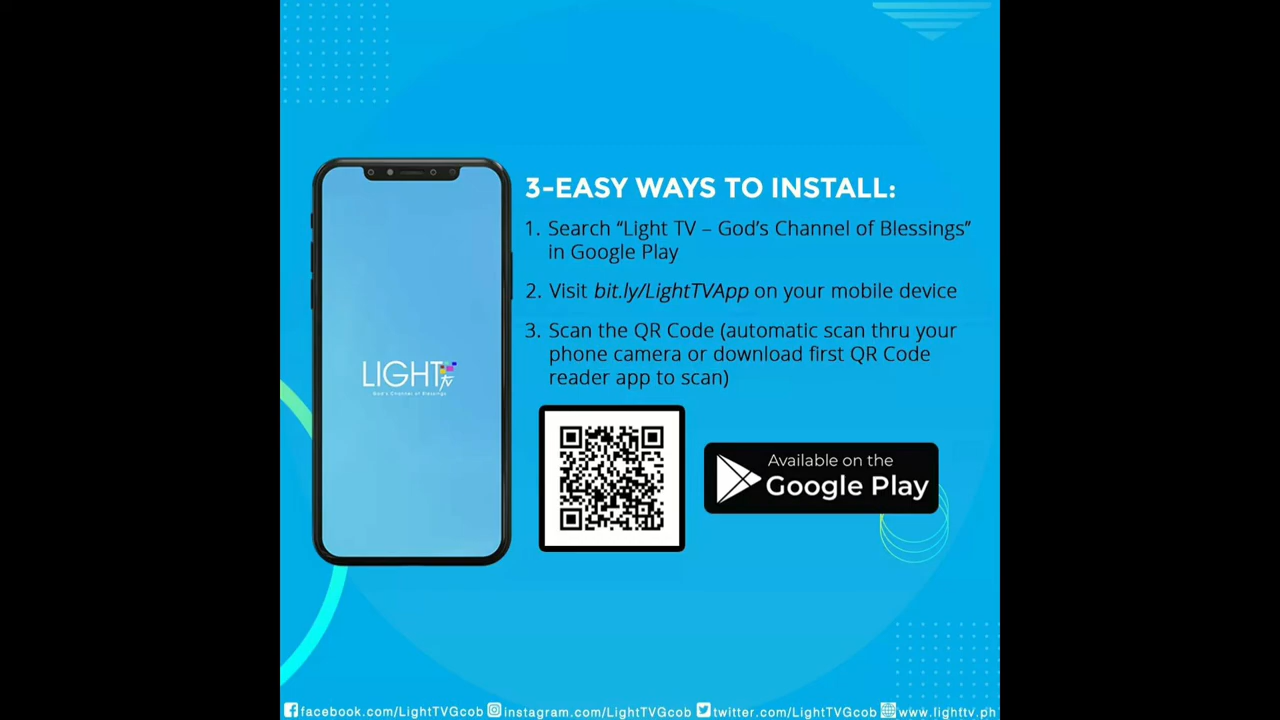 3-EASY WAYS TO INSTALL:
1. Search “Light TV – God’s Channel of Blessings”
in Google Play
2. Visit bit.ly/LightTVApp on your mobile device
3. Scan the QR Code (automatic scan thru your
phone camera or download first QR Code
reader app to scan)
LIGHT tv
God's Channel of Blessings
Available on the
Google Play
facebook.com/LightTVGcob instagram.com/LightTVGcob twitter.com/LightTVGcob www.lighttv.ph